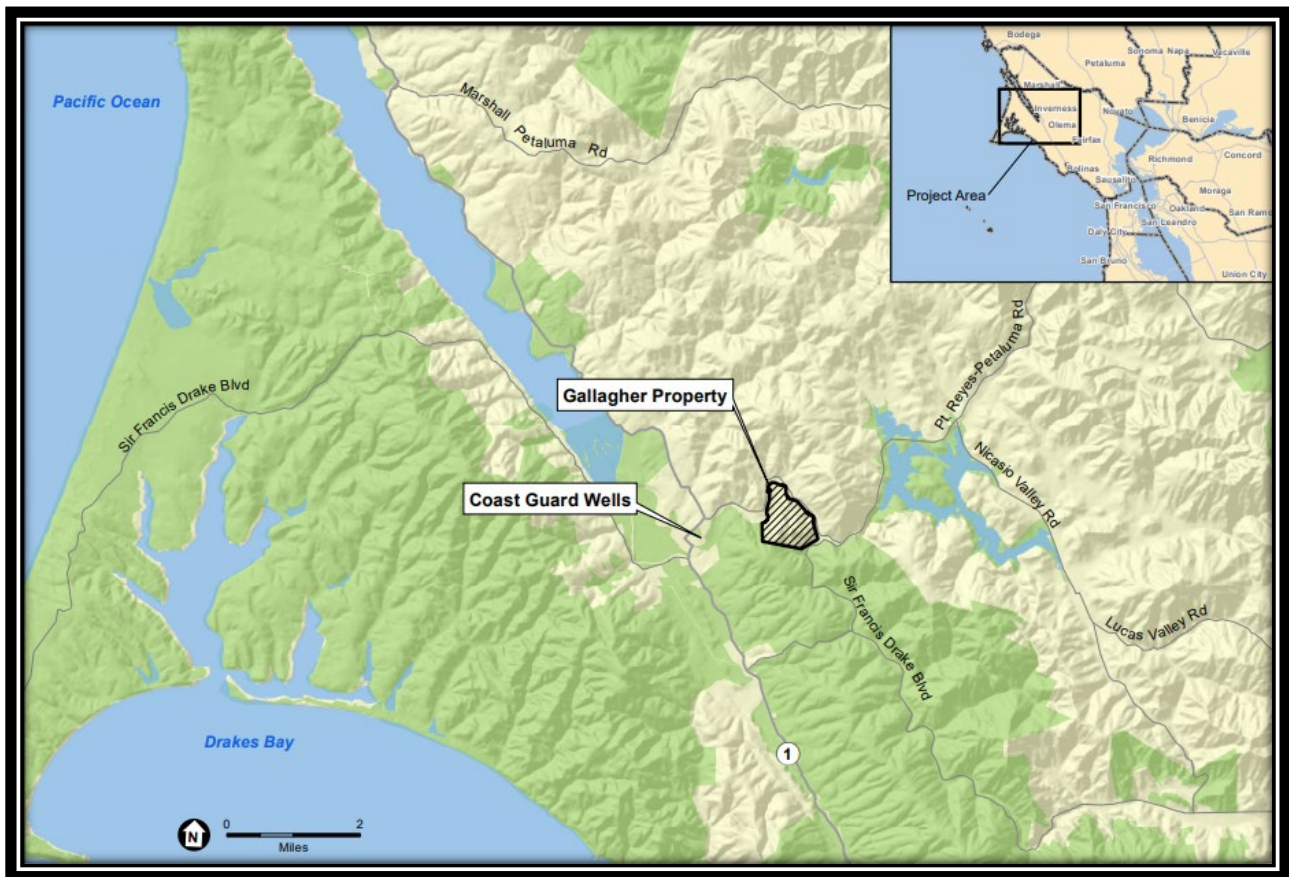 Pacific Ocean
Marshall Petaluma Rd
Bodega
Sonoma
Napa
Vacaville
Petaluma
Marshall
Inverness
Novato
Olema
Benicia
Fairfax
Richmond
Concord
Bolinas
Sausalito
Project Area
Moraga
San Francisco
Oakland
San Ramo
San Leandro
Daly City
San Bruno
Union City
Sir Francis Drake Blvd
Gallagher Property
Pt. Reyes-Petaluma Rd
Nicasio Valley Rd
Coast Guard Wells
Sir Francis Drake Blvd
Lucas Valley Rd
Drakes Bay
1
N
0 2
Miles